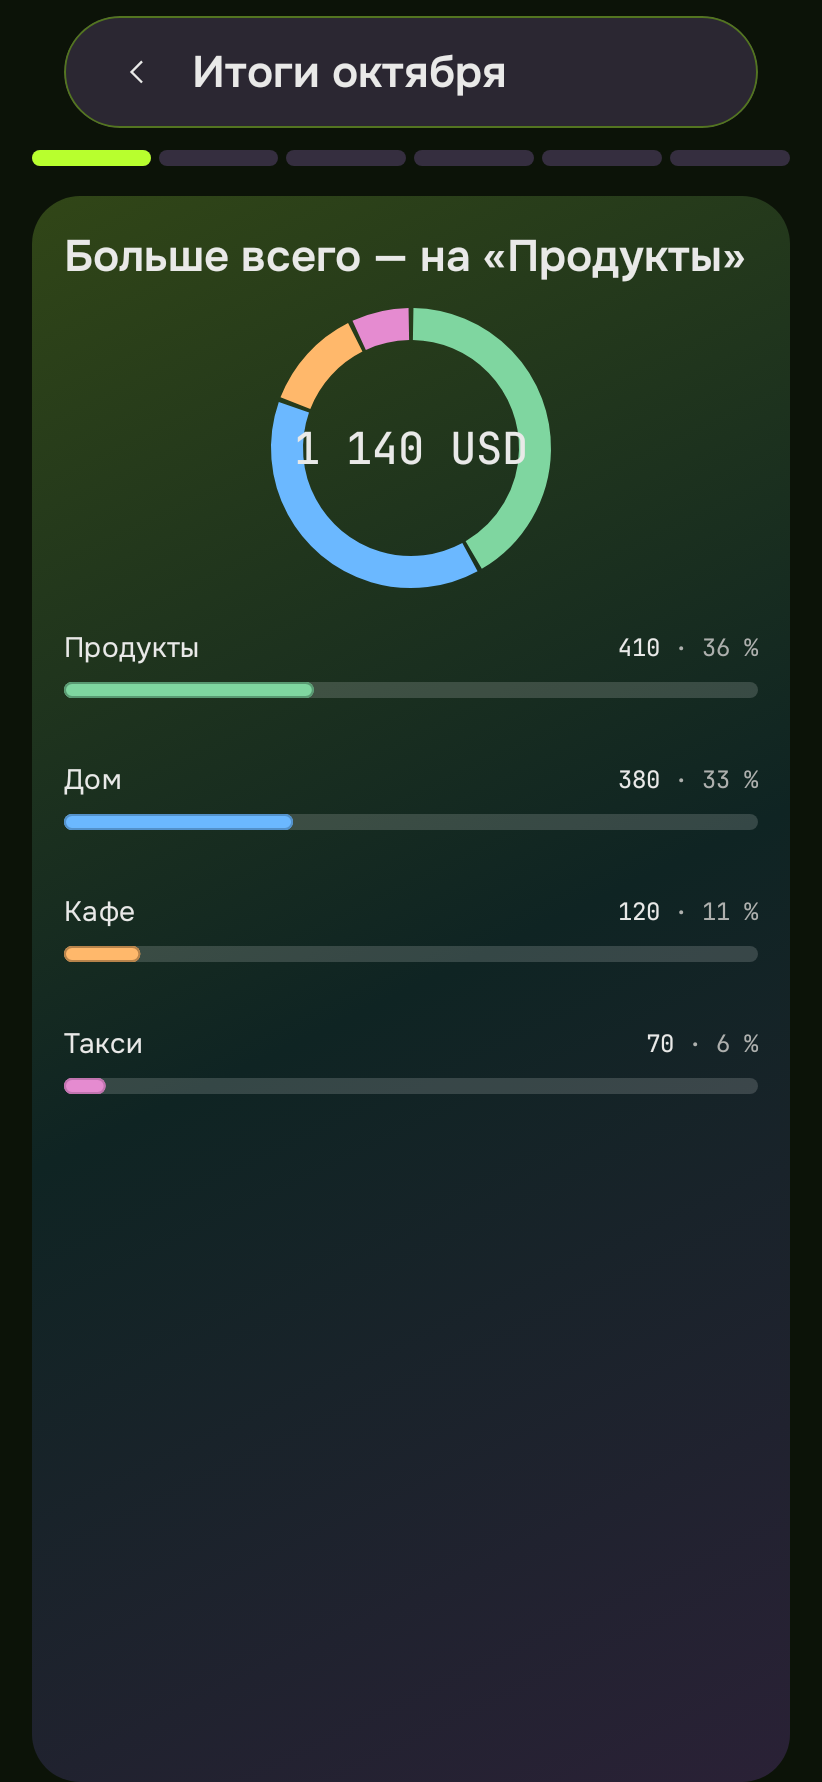 Итоги октября
Больше всего — на «Продукты»
1 140 USD
Продукты 410 · 36 %
Дом 380 · 33 %
Кафе 120 · 11 %
Такси 70 · 6 %